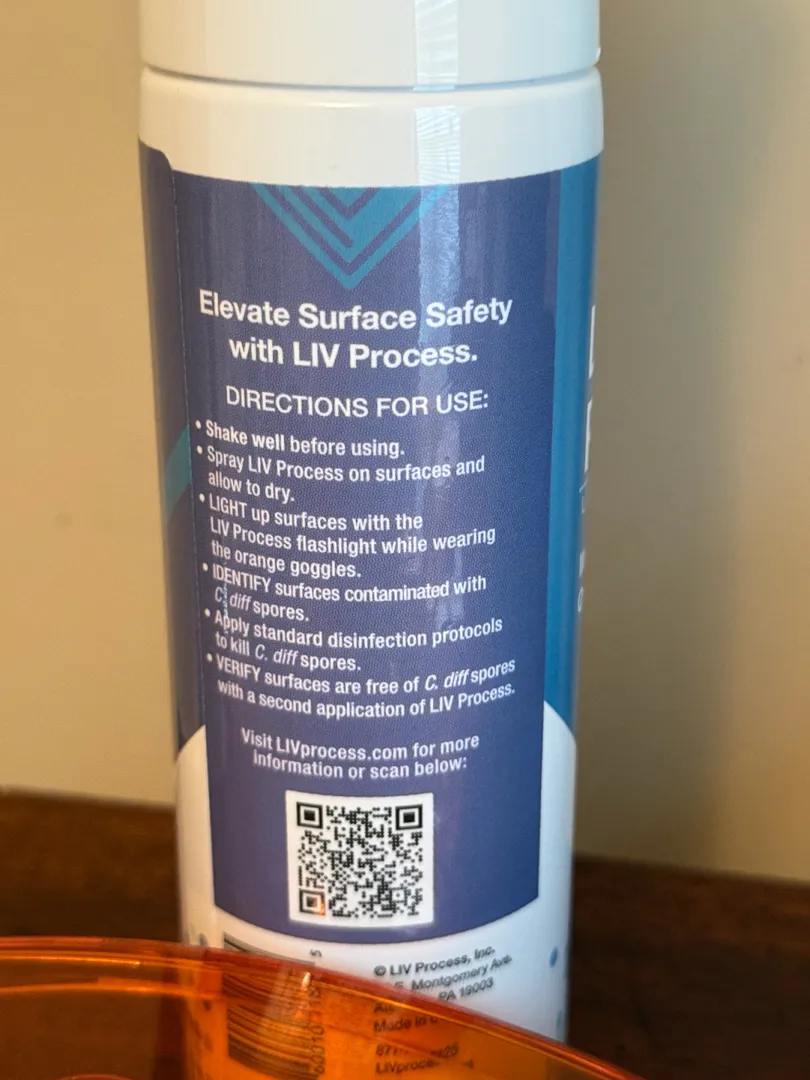 Elevate Surface Safety
with LIV Process.
DIRECTIONS FOR USE:
• Shake well before using.
• Spray LIV Process on surfaces and
allow to dry.
• LIGHT up surfaces with the
LIV Process flashlight while wearing
the orange goggles.
• IDENTIFY surfaces contaminated with
C. diff spores.
• Apply standard disinfection protocols
to kill C. diff spores.
• VERIFY surfaces are free of C. diff spores
with a second application of LIV Process.
Visit LIVprocess.com for more
information or scan below:
© LIV Process, Inc.
Montgomery Ave.
PA 19003
Made in